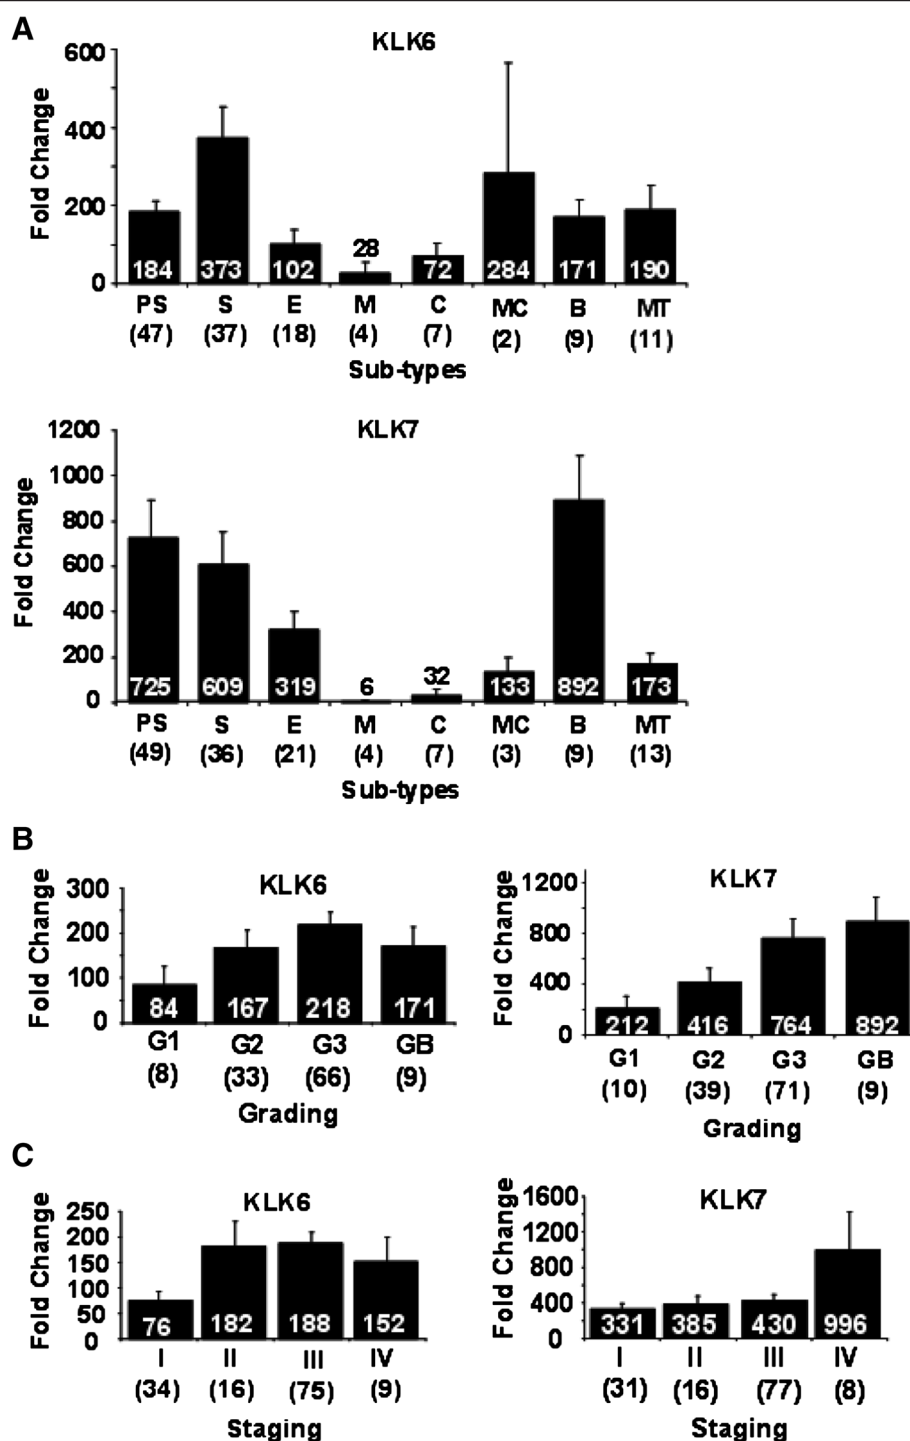 A
KLK6
Fold Change
600
400
200
0
184 373 102 28 72 284 171 190
PS S E M C MC B MT
(47) (37) (18) (4) (7) (2) (9) (11)
Sub-types
KLK7
Fold Change
1200
1000
800
600
400
200
0
725 609 319 6 32 133 892 173
PS S E M C MC B MT
(49) (36) (21) (4) (7) (3) (9) (13)
Sub-types
B
KLK6
Fold Change
300
200
100
0
84 167 218 171
G1 G2 G3 GB
(8) (33) (66) (9)
Grading
KLK7
Fold Change
1200
800
400
0
212 416 764 892
G1 G2 G3 GB
(10) (39) (71) (9)
Grading
C
KLK6
Fold Change
250
200
150
100
50
0
76 182 188 152
I II III IV
(34) (16) (75) (9)
Staging
KLK7
Fold Change
1600
1200
800
400
0
331 385 430 996
I II III IV
(31) (16) (77) (8)
Staging